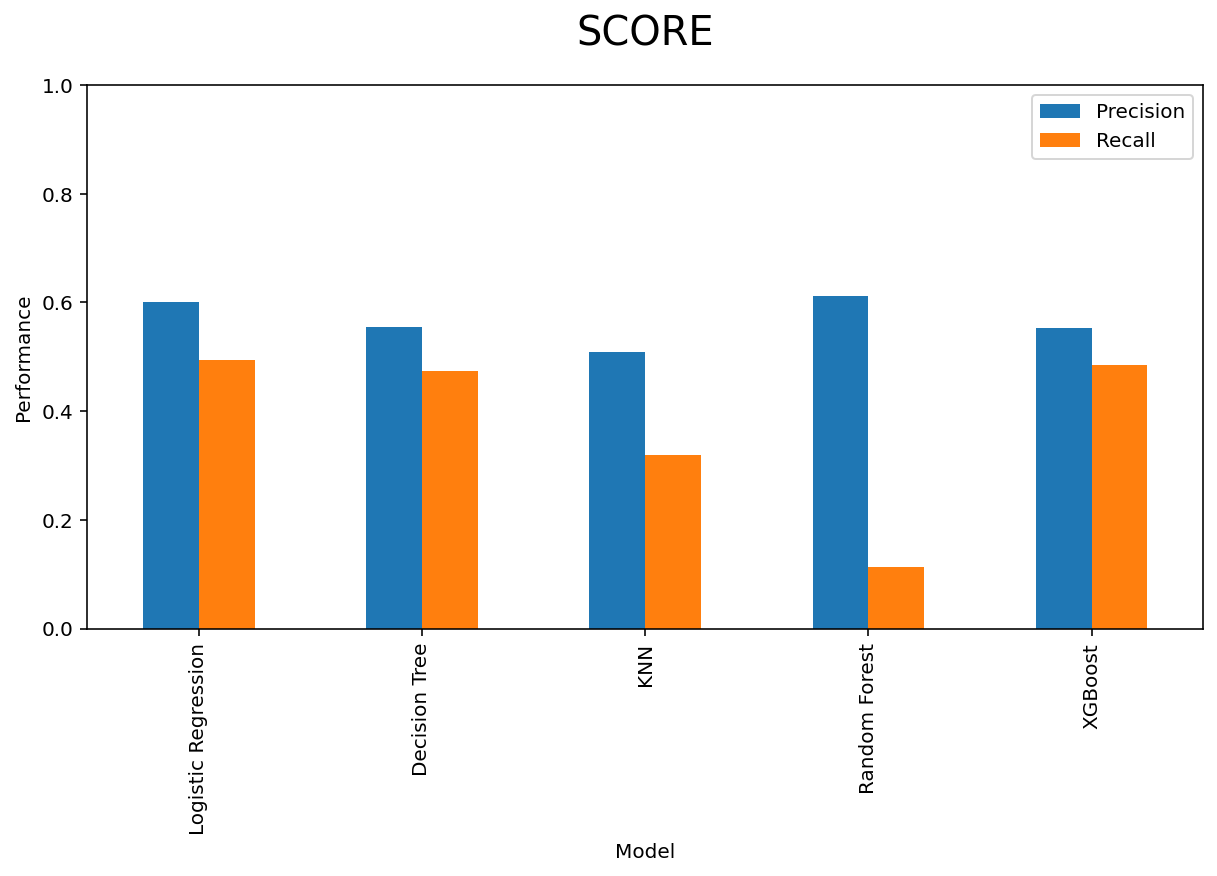 SCORE
1.0
0.8
0.6
0.4
0.2
0.0
Performance
Precision
Recall
Logistic Regression
Decision Tree
KNN
Random Forest
XGBoost
Model